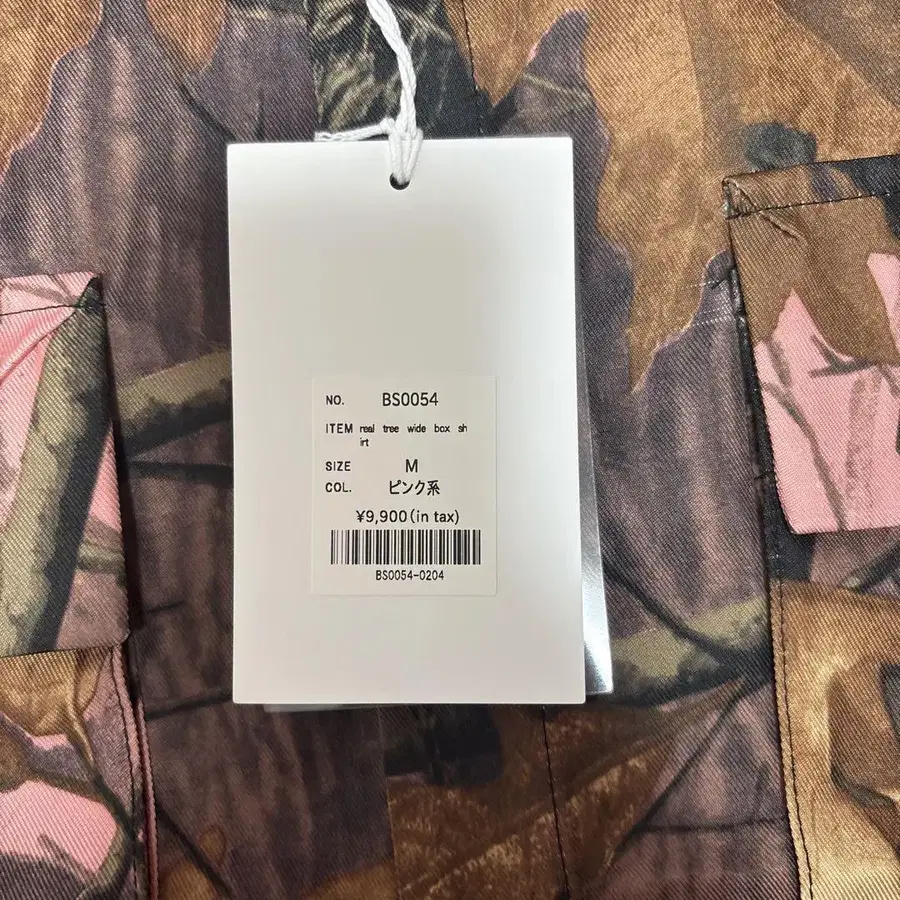 NO. BS0054
ITEM real tree wide box sh
irt
SIZE M
COL. ピンク系
¥9,900(in tax)
BS0054-0204